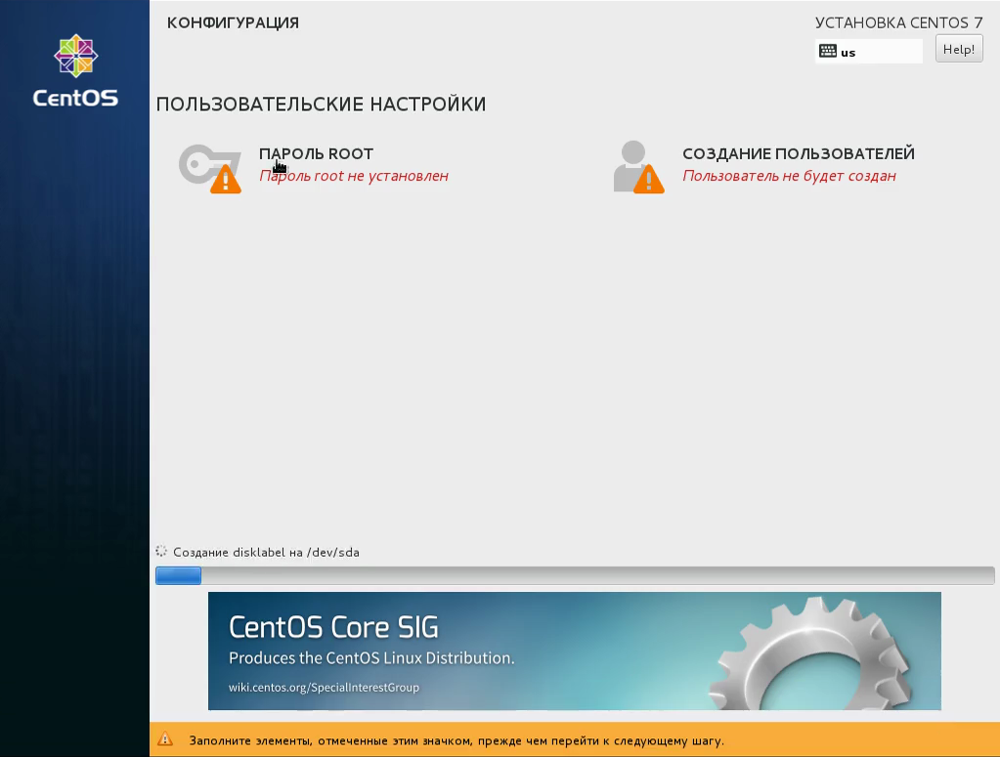 КОНФИГУРАЦИЯ
УСТАНОВКА CENTOS 7
us
Help!
CentOS
ПОЛЬЗОВАТЕЛЬСКИЕ НАСТРОЙКИ
ПАРОЛЬ ROOT
Пароль root не установлен
СОЗДАНИЕ ПОЛЬЗОВАТЕЛЕЙ
Пользователь не будет создан
Создание disklabel на /dev/sda
CentOS Core SIG
Produces the CentOS Linux Distribution.
wiki.centos.org/SpecialInterestGroup
Заполните элементы, отмеченные этим значком, прежде чем перейти к следующему шагу.